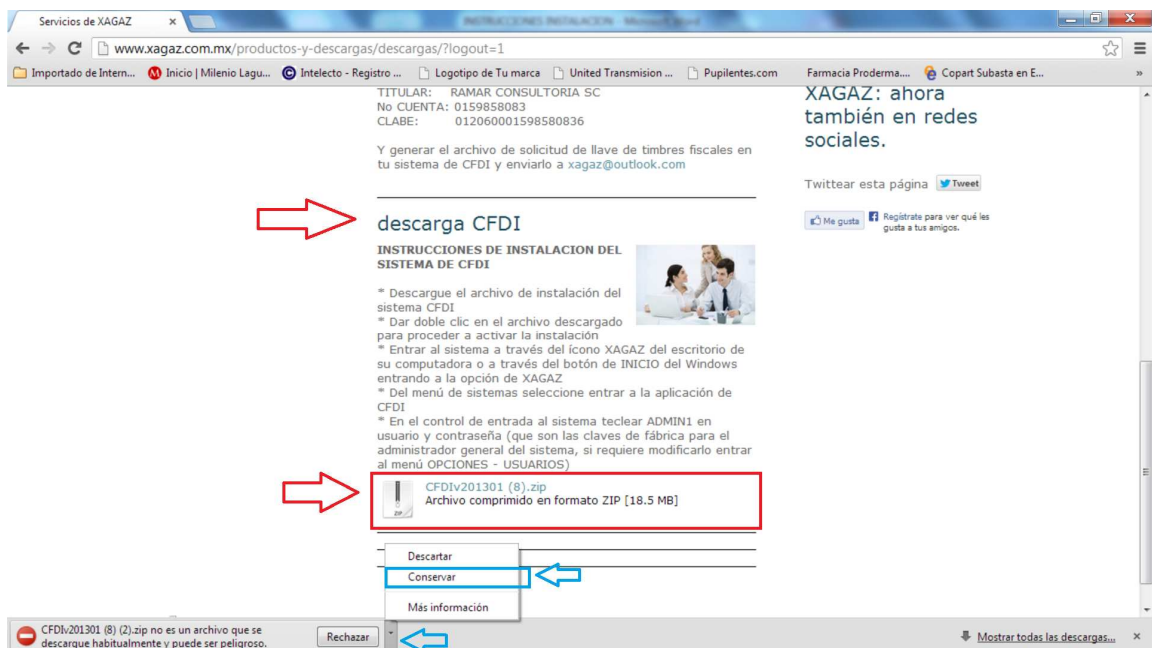 Servicios de XAGAZ
INSTRUCCIONES INSTALACION - Microsoft Word
www.xagaz.com.mx/productos-y-descargas/descargas/?logout=1
Importado de Intern... Inicio | Milenio Lagu... Intelecto - Registro ... Logotipo de Tu marca United Transmision ... Pupilentes.com Farmacia Proderma.... Copart Subasta en E... »
TITULAR: RAMAR CONSULTORIA SC
No CUENTA: 0159858083
CLABE: 012060001598580836
Y generar el archivo de solicitud de llave de timbres fiscales en
tu sistema de CFDI y enviarlo a xagaz@outlook.com
descarga CFDI
INSTRUCCIONES DE INSTALACION DEL
SISTEMA DE CFDI
* Descargue el archivo de instalación del
sistema CFDI
* Dar doble clic en el archivo descargado
para proceder a activar la instalación
* Entrar al sistema a través del ícono XAGAZ del escritorio de
su computadora o a través del botón de INICIO del Windows
entrando a la opción de XAGAZ
* Del menú de sistemas seleccione entrar a la aplicación de
CFDI
* En el control de entrada al sistema teclear ADMIN1 en
usuario y contraseña (que son las claves de fábrica para el
administrador general del sistema, si requiere modificarlo entrar
al menú OPCIONES - USUARIOS)
ZIP
CFDIv201301 (8).zip
Archivo comprimido en formato ZIP [18.5 MB]
XAGAZ: ahora
también en redes
sociales.
Twittear esta página Tweet
Me gusta Regístrate para ver qué les
gusta a tus amigos.
Descartar
Conservar
Más información
CFDIv201301 (8) (2).zip no es un archivo que se
descargue habitualmente y puede ser peligroso.
Rechazar
Mostrar todas las descargas...